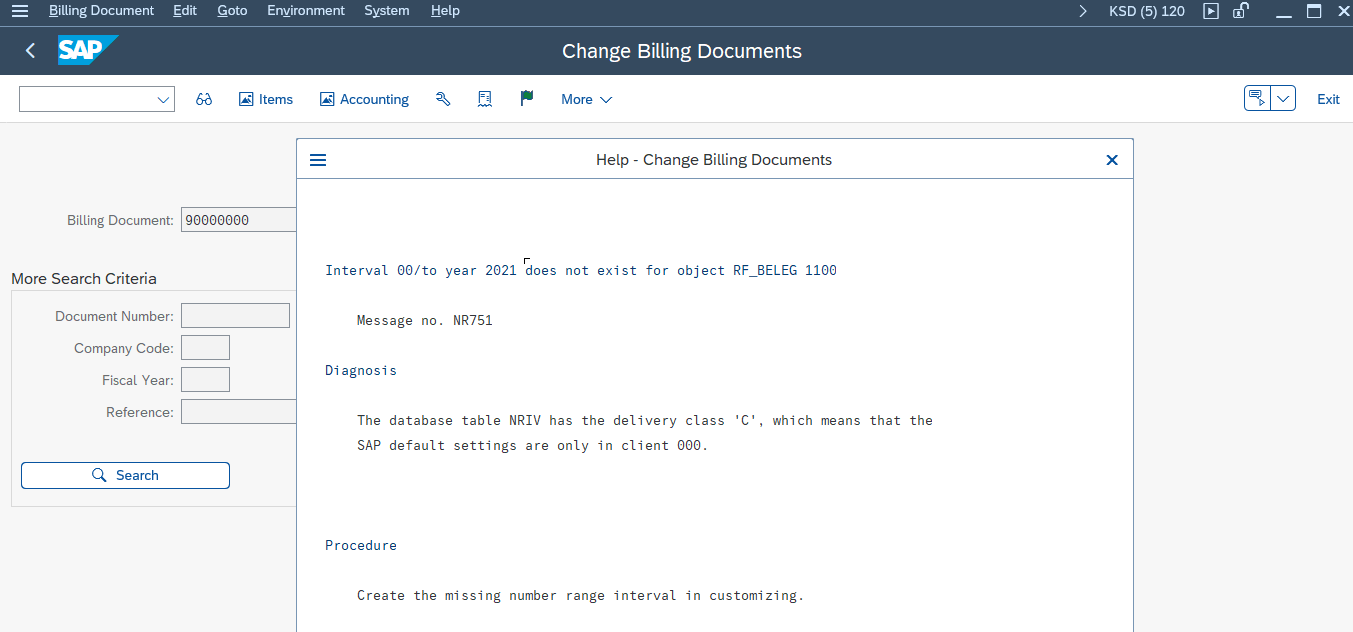 Billing Document Edit Goto Environment System Help KSD (5) 120
SAP Change Billing Documents
Items Accounting More Exit
Help - Change Billing Documents
Billing Document: 90000000
Interval 00/to year 2021 does not exist for object RF_BELEG 1100
More Search Criteria
Document Number:
Message no. NR751
Company Code:
Diagnosis
Fiscal Year:
Reference:
The database table NRIV has the delivery class 'C', which means that the
SAP default settings are only in client 000.
Search
Procedure
Create the missing number range interval in customizing.